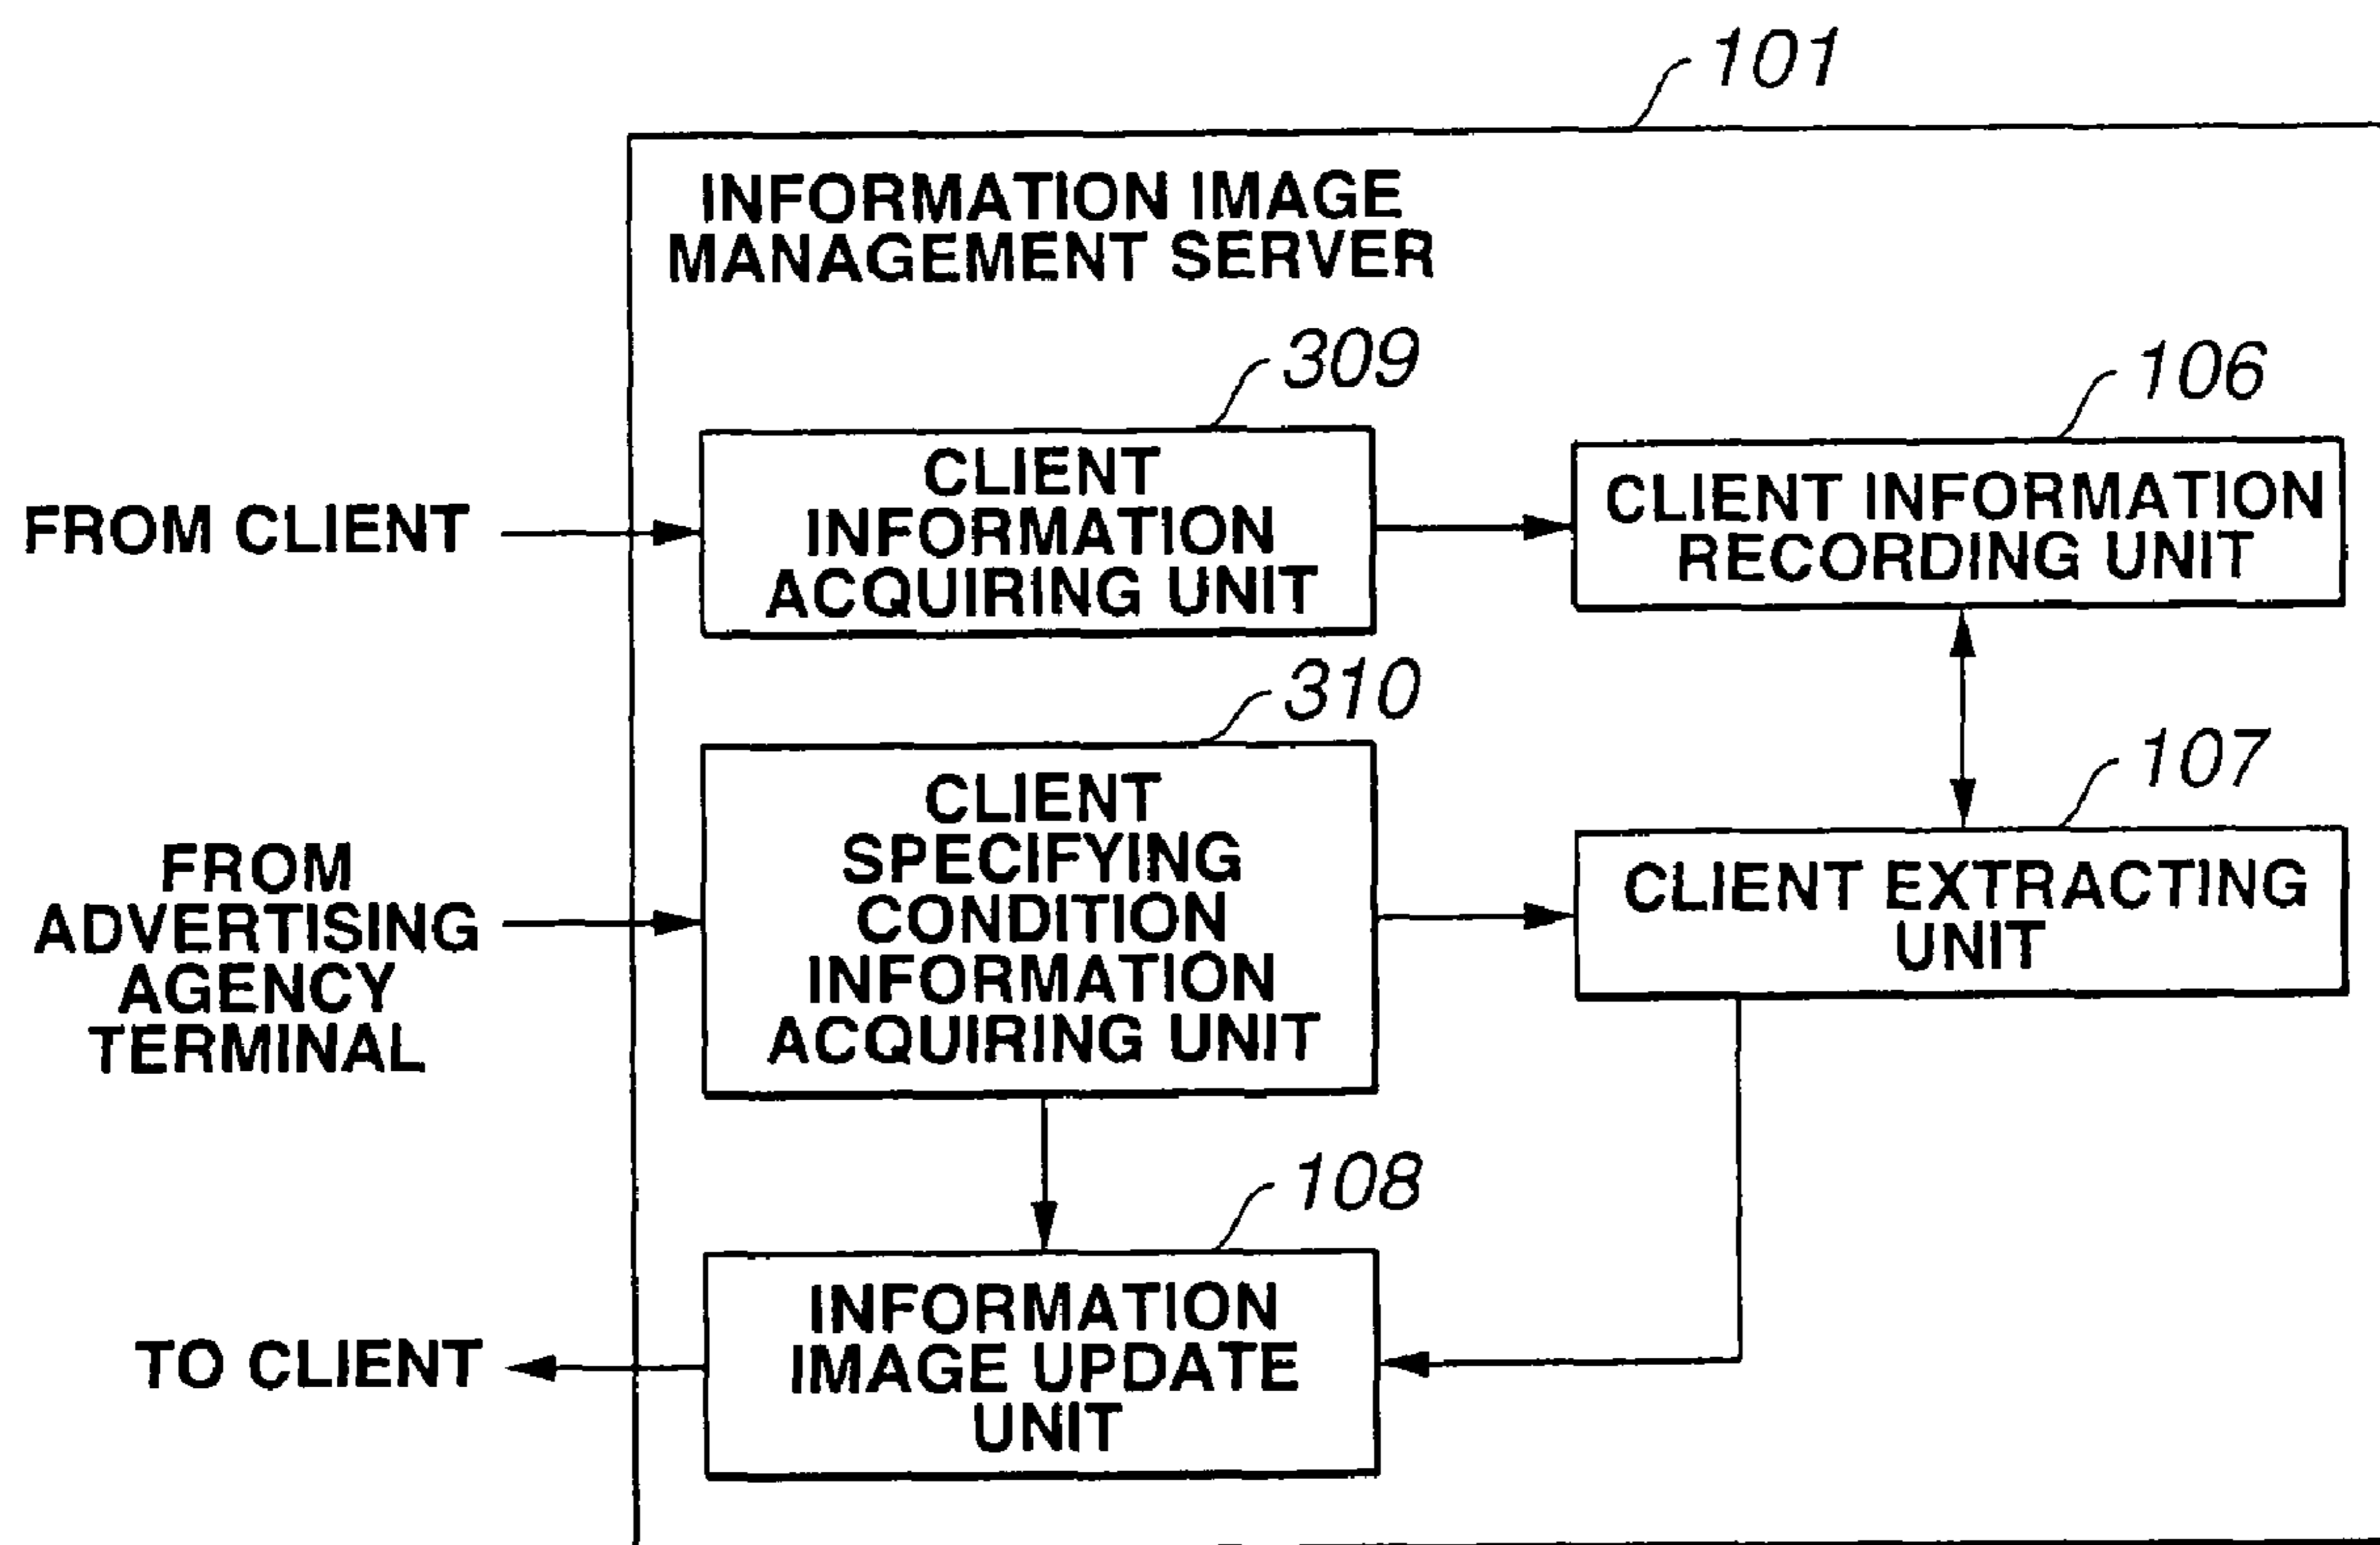 101
INFORMATION IMAGE
MANAGEMENT SERVER
309
106
FROM CLIENT
CLIENT
INFORMATION
ACQUIRING UNIT
CLIENT INFORMATION
RECORDING UNIT
310
107
FROM
ADVERTISING
AGENCY
TERMINAL
CLIENT
SPECIFYING
CONDITION
INFORMATION
ACQUIRING UNIT
CLIENT EXTRACTING
UNIT
108
TO CLIENT
INFORMATION
IMAGE UPDATE
UNIT